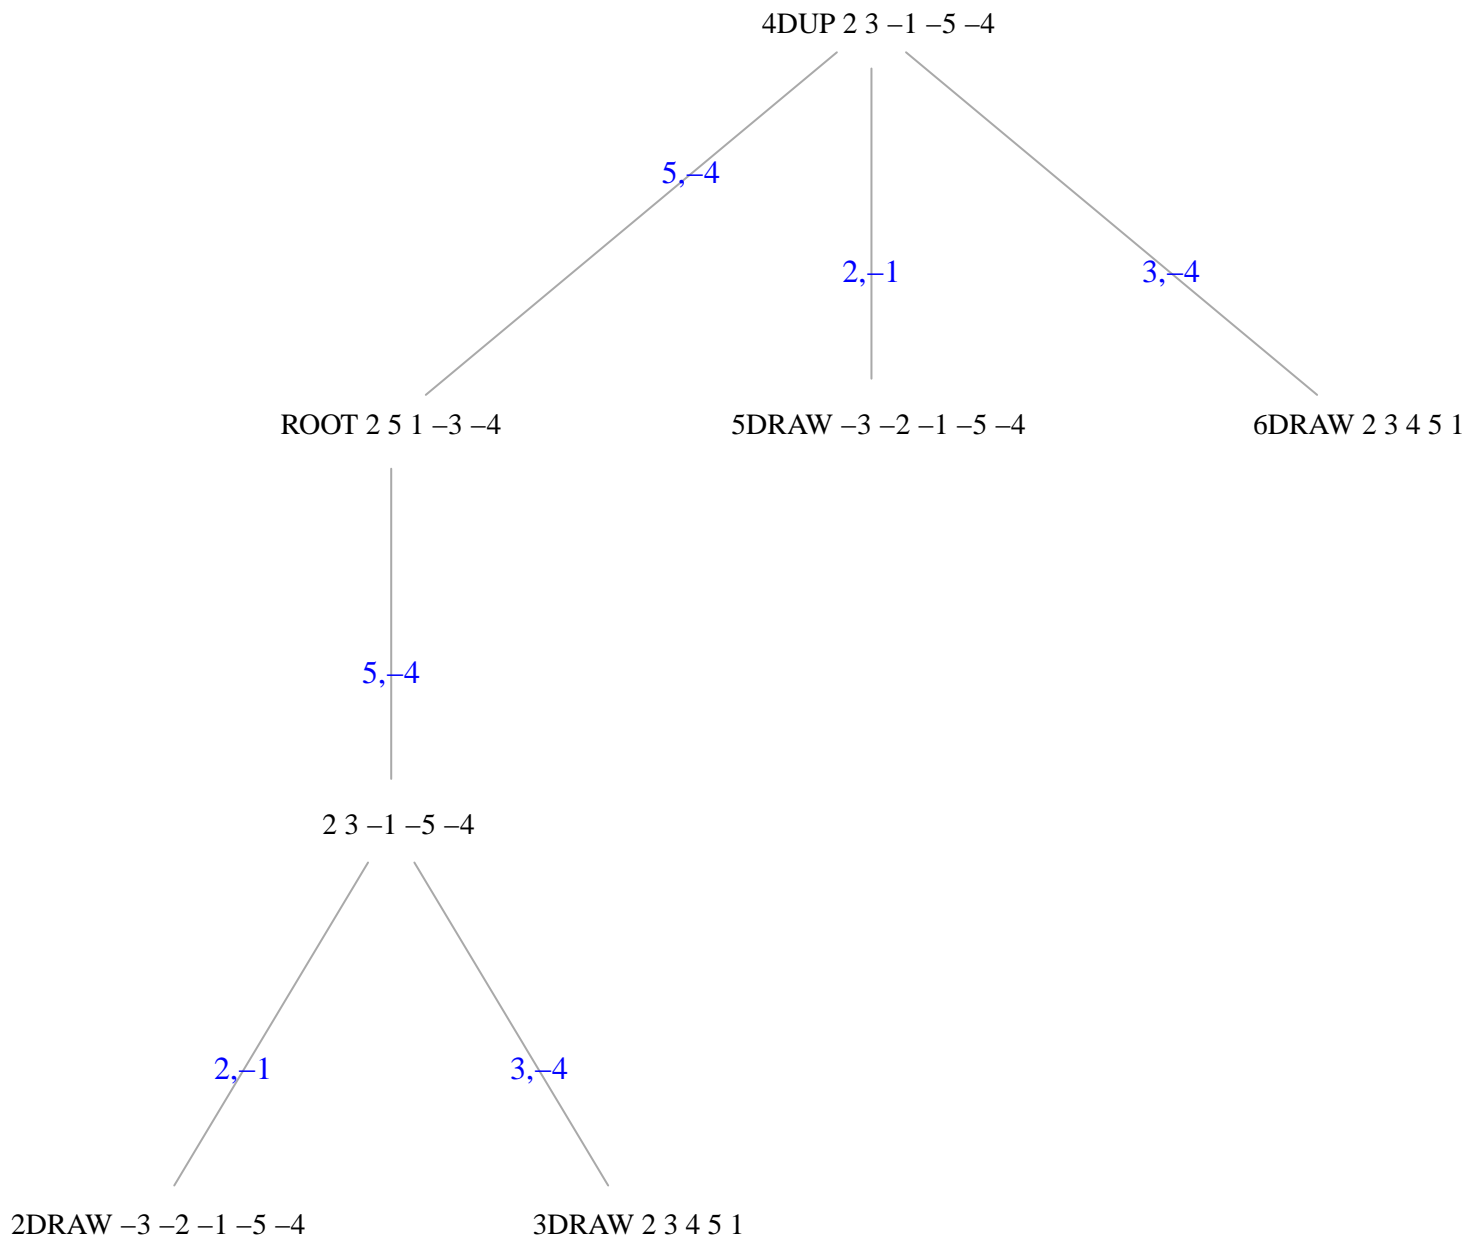 4DUP 2 3 –1 –5 –4
5,–4
2,–1
3,–4
ROOT 2 5 1 –3 –4
5DRAW –3 –2 –1 –5 –4
6DRAW 2 3 4 5 1
5,–4
2 3 –1 –5 –4
2,–1
3,–4
2DRAW –3 –2 –1 –5 –4
3DRAW 2 3 4 5 1